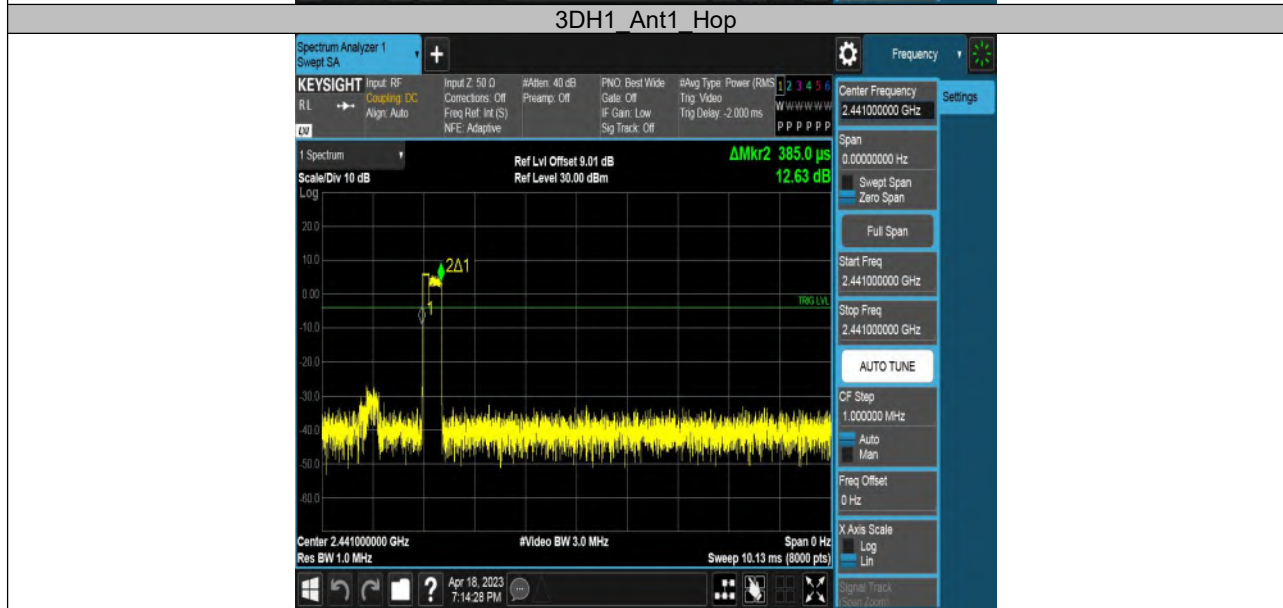 3DH1_Ant1_Hop
Spectrum Analyzer 1
Swept SA
+
Frequency
KEYSIGHT
Input: RF
Coupling: DC
Align: Auto
RL
LXI
Input Z: 50 Ω
Corrections: Off
Freq Ref: Int (S)
NFE: Adaptive
#Atten: 40 dB
Preamp: Off
PNO: Best Wide
Gate: Off
IF Gain: Low
Sig Track: Off
#Avg Type: Power (RMS
Trig: Video
Trig Delay: -2.000 ms
1 2 3 4 5 6
W W W W W W
P P P P P P
Center Frequency
2.441000000 GHz
Settings
1 Spectrum
Scale/Div 10 dB
Log
Ref Lvl Offset 9.01 dB
Ref Level 30.00 dBm
ΔMkr2 385.0 µs
12.63 dB
20.0
10.0
0.00
-10.0
-20.0
-30.0
-40.0
-50.0
-60.0
2Δ1
1
TRIG LVL
Span
0.00000000 Hz
Swept Span
Zero Span
Full Span
Start Freq
2.441000000 GHz
Stop Freq
2.441000000 GHz
AUTO TUNE
CF Step
1.000000 MHz
Auto
Man
Freq Offset
0 Hz
X Axis Scale
Log
Lin
Signal Track
(Span Zoom)
Center 2.441000000 GHz
Res BW 1.0 MHz
#Video BW 3.0 MHz
Span 0 Hz
Sweep 10.13 ms (8000 pts)
?
Apr 18, 2023
7:14:28 PM